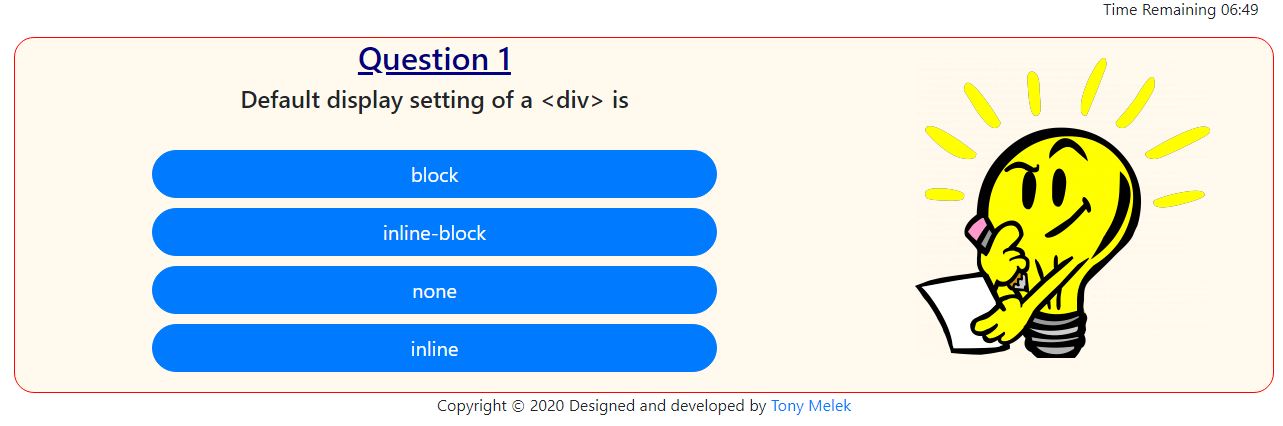 Time Remaining 06:49
Question 1
Default display setting of a <div> is
block
inline-block
none
inline
Copyright © 2020 Designed and developed by Tony Melek